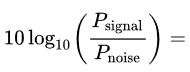 10 log₁₀ (P_signal / P_noise) =